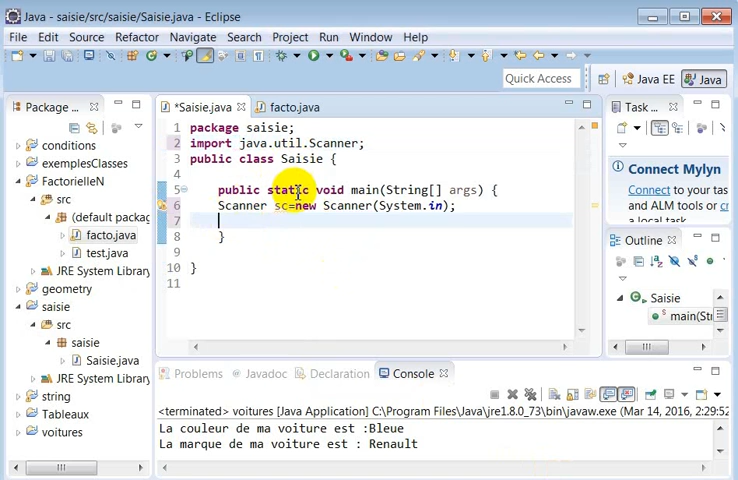 Java - saisie/src/saisie/Saisie.java - Eclipse
File Edit Source Refactor Navigate Search Project Run Window Help
Quick Access
Java EE
Java
Package ...
*Saisie.java
facto.java
Task ...
conditions
exemplesClasses
FactorielleN
src
(default packag
facto.java
test.java
JRE System Library
geometry
saisie
src
saisie
Saisie.java
JRE System Library
string
Tableaux
voitures
1 package saisie;
2 import java.util.Scanner;
3 public class Saisie {
4
5 public static void main(String[] args) {
6 Scanner sc=new Scanner(System.in);
7
8 }
9
10 }
11
Connect Mylyn
Connect to your task
and ALM tools or cr
a local task.
Outline
Saisie
main(Str
Problems
@ Javadoc
Declaration
Console
<terminated> voitures [Java Application] C:\Program Files\Java\jre1.8.0_73\bin\javaw.exe (Mar 14, 2016, 2:29:52
La couleur de ma voiture est :Bleue
La marque de ma voiture est : Renault